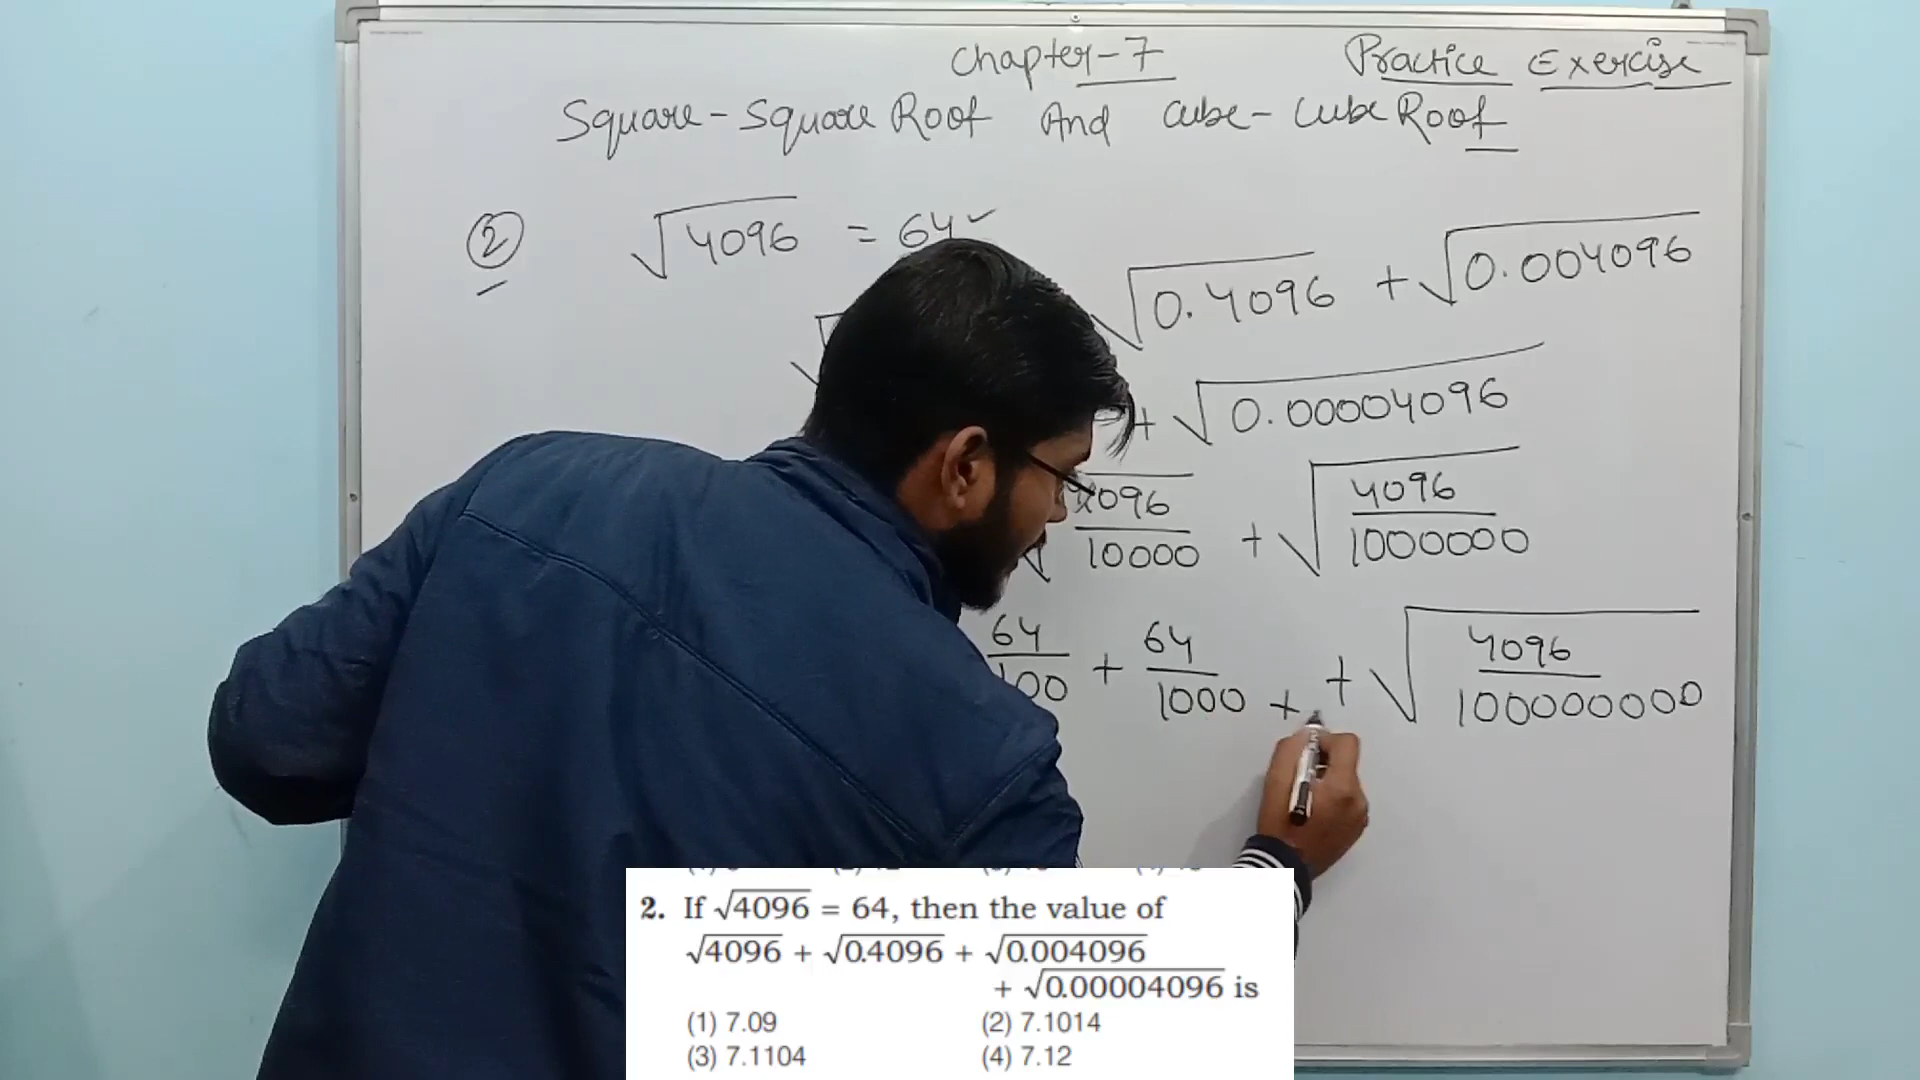 Chapter-7 Practice Exercise
Square-Square Root And Cube-Cube Root
② √4096 = 64✓
√0.4096 + √0.004096
+ √0.00004096
√4096/10000 + √4096/1000000
64/100 + 64/1000 + + √4096/100000000
2. If √4096 = 64, then the value of
√4096 + √0.4096 + √0.004096
+ √0.00004096 is
(1) 7.09 (2) 7.1014
(3) 7.1104 (4) 7.12